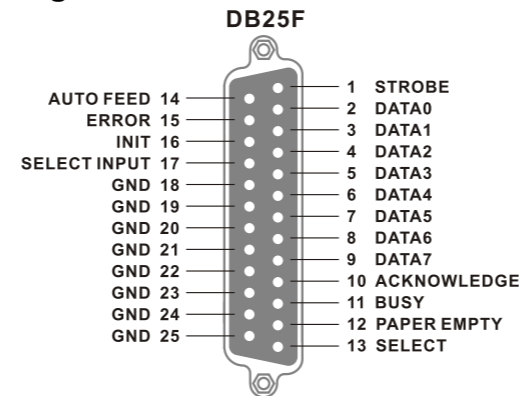 DB25F
1 STROBE
2 DATA0
3 DATA1
4 DATA2
5 DATA3
6 DATA4
7 DATA5
8 DATA6
9 DATA7
10 ACKNOWLEDGE
11 BUSY
12 PAPER EMPTY
13 SELECT
AUTO FEED 14
ERROR 15
INIT 16
SELECT INPUT 17
GND 18
GND 19
GND 20
GND 21
GND 22
GND 23
GND 24
GND 25